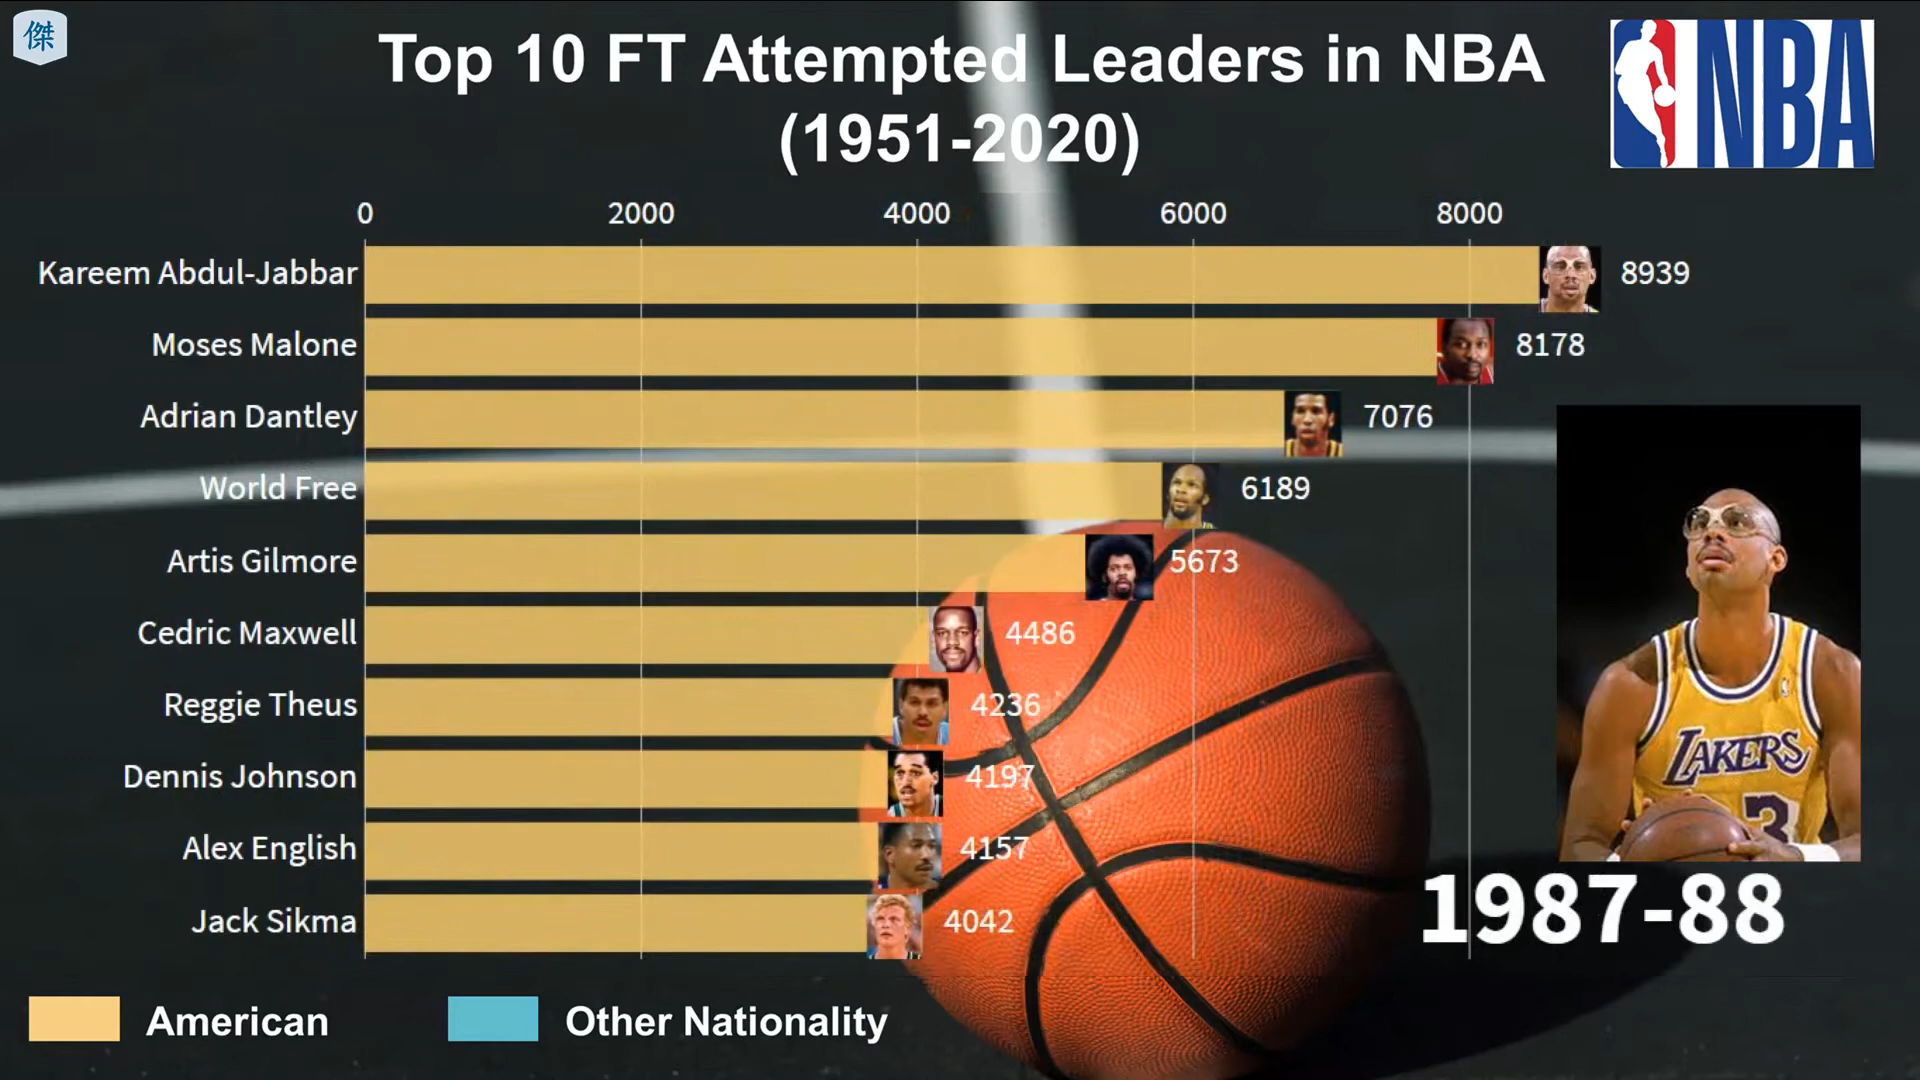 傑
Top 10 FT Attempted Leaders in NBA
(1951-2020)
NBA
0 2000 4000 6000 8000
Kareem Abdul-Jabbar 8939
Moses Malone 8178
Adrian Dantley 7076
World Free 6189
Artis Gilmore 5673
Cedric Maxwell 4486
Reggie Theus 4236
Dennis Johnson 4197
Alex English 4157
Jack Sikma 4042
LAKERS
3
1987-88
American Other Nationality